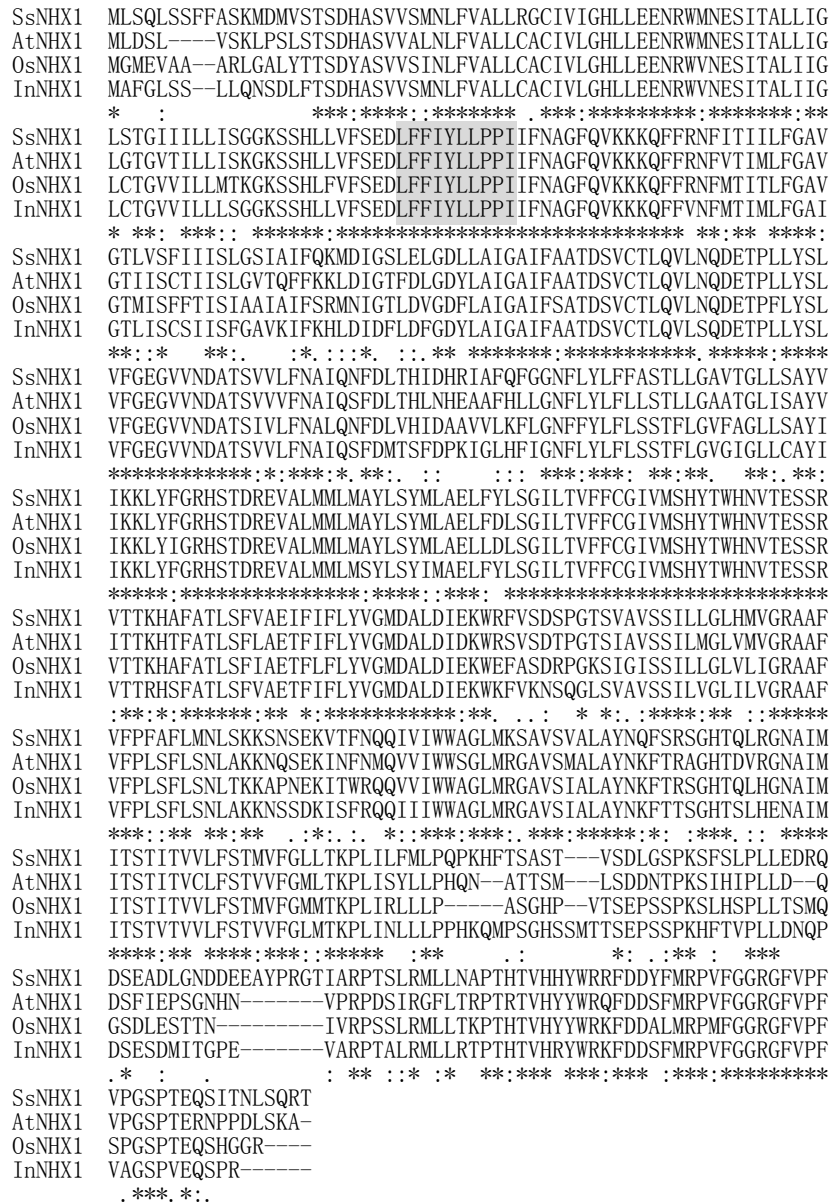 SsNHX1 MLSQLSSFFASKMDMVSTSDHASVVSMNLFVALLRGCIVIGHLLEENRWMNESITALLIG
AtNHX1 MLDSL----VSKLPSLSTSDHASVVALNLFVALLCACIVLGHLLEENRWMNESITALLIG
OsNHX1 MGMEVAA--ARLGALYTTSDYASVVSINLFVALLCACIVLGHLLEENRWVNESITALIIG
InNHX1 MAFGLSS--LLQNSDLFTSDHASVVSMNLFVALLCACIVLGHLLEENRWMNESITALIIG
* : ***:****::******* .***:*********:*******:**
SsNHX1 LSTGIIILLISGGKSSHLLVFSEDLFFIYLLPPIIFNAGFQVKKKQFFRNFITIILFGAV
AtNHX1 LGTGVTILLISKGKSSHLLVFSEDLFFIYLLPPIIFNAGFQVKKKQFFRNFVTIMLFGAV
OsNHX1 LCTGVVILLMTKGKSSHLFVFSEDLFFIYLLPPIIFNAGFQVKKKQFFRNFMTITLFGAV
InNHX1 LCTGVVILLLSGGKSSHLLVFSEDLFFIYLLPPIIFNAGFQVKKKQFFVNFMTIMLFGAI
* **: ***:: ******:***************************** **:** ****:
SsNHX1 GTLVSFIIISLGSIAIFQKMDIGSLELGDLLAIGAIFAATDSVCTLQVLNQDETPLLYSL
AtNHX1 GTIISCTIISLGVTQFFKKLDIGTFDLGDYLAIGAIFAATDSVCTLQVLNQDETPLLYSL
OsNHX1 GTMISFFTISIAAIAIFSRMNIGTLDVGDFLAIGAIFSATDSVCTLQVLNQDETPFLYSL
InNHX1 GTLISCSIISFGAVKIFKHLDIDFLDFGDYLAIGAIFAATDSVCTLQVLSQDETPLLYSL
**::* **:. :*.:::*. ::.** *******:***********.*****:****
SsNHX1 VFGEGVVNDATSVVLFNAIQNFDLTHIDHRIAFQFGGNFLYLFFASTLLGAVTGLLSAYV
AtNHX1 VFGEGVVNDATSVVVFNAIQSFDLTHLNHEAAFHLLGNFLYLFLLSTLLGAATGLISAYV
OsNHX1 VFGEGVVNDATSIVLFNALQNFDLVHIDAAVVLKFLGNFFYLFLSSTFLGVFAGLLSAYI
InNHX1 VFGEGVVNDATSVVLFNAIQSFDMTSFDPKIGLHFIGNFLYLFLSSTFLGVGIGLLCAYI
************:*:***:*.**:. :: ::: ***:***: **:**. **:.**:
SsNHX1 IKKLYFGRHSTDREVALMMLMAYLSYMLAELFYLSGILTVFFCGIVMSHYTWHNVTESSR
AtNHX1 IKKLYFGRHSTDREVALMMLMAYLSYMLAELFDLSGILTVFFCGIVMSHYTWHNVTESSR
OsNHX1 IKKLYIGRHSTDREVALMMLMAYLSYMLAELLDLSGILTVFFCGIVMSHYTWHNVTESSR
InNHX1 IKKLYFGRHSTDREVALMMLMSYLSYIMAELFYLSGILTVFFCGIVMSHYTWHNVTESSR
*****:***************:****::***: ***************************
SsNHX1 VTTKHAFATLSFVAEIFIFLYVGMDALDIEKWRFVSDSPGTSVAVSSILLGLHMVGRAAF
AtNHX1 ITTKHTFATLSFLAETFIFLYVGMDALDIDKWRSVSDTPGTSIAVSSILMGLVMVGRAAF
OsNHX1 VTTKHAFATLSFIAETFLFLYVGMDALDIEKWEFASDRPGKSIGISSILLGLVLIGRAAF
InNHX1 VTTRHSFATLSFVAETFIFLYVGMDALDIEKWKFVKNSQGLSVAVSSILVGLILVGRAAF
:**:*:******:** *:***********:**. ..: * *:.:****:** ::*****
SsNHX1 VFPFAFLMNLSKKSNSEKVTFNQQIVIWWAGLMKSAVSVALAYNQFSRSGHTQLRGNAIM
AtNHX1 VFPLSFLSNLAKKNQSEKINFNMQVVIWWSGLMRGAVSMALAYNKFTRAGHTDVRGNAIM
OsNHX1 VFPLSFLSNLTKKAPNEKITWRQQVVIWWAGLMRGAVSIALAYNKFTRSGHTQLHGNAIM
InNHX1 VFPLSFLSNLAKKNSSDKISFRQQIIIWWAGLMRGAVSIALAYNKFTTSGHTSLHENAIM
***::** **:** .:*:.:. *::***:***:.***:*****:*: :***.:: ****
SsNHX1 ITSTITVVLFSTMVFGLLTKPLILFMLPQPKHFTSAST---VSDLGSPKSFSLPLLEDRQ
AtNHX1 ITSTITVCLFSTVVFGMLTKPLISYLLPHQN--ATTSM---LSDDNTPKSIHIPLLD--Q
OsNHX1 ITSTITVVLFSTMVFGMMTKPLIRLLLP-----ASGHP--VTSEPSSPKSLHSPLLTSMQ
InNHX1 ITSTVTVVLFSTVVFGLMTKPLINLLLPPHKQMPSGHSSMTTSEPSSPKHFTVPLLDNQP
****:** ****:***::***** :** .: *: .:** : ***
SsNHX1 DSEADLGNDDEEAYPRGTIARPTSLRMLLNAPTHTVHHYWRRFDDYFMRPVFGGRGFVPF
AtNHX1 DSFIEPSGNHN-------VPRPDSIRGFLTRPTRTVHYYWRQFDDSFMRPVFGGRGFVPF
OsNHX1 GSDLESTTN---------IVRPSSLRMLLTKPTHTVHYYWRKFDDALMRPMFGGRGFVPF
InNHX1 DSESDMITGPE-------VARPTALRMLLRTPTHTVHRYWRKFDDSFMRPVFGGRGFVPF
.* : . : ** ::* :* **:*** ***:*** :***:*********
SsNHX1 VPGSPTEQSITNLSQRT
AtNHX1 VPGSPTERNPPDLSKA-
OsNHX1 SPGSPTEQSHGGR----
InNHX1 VAGSPVEQSPR------
.***.*:.